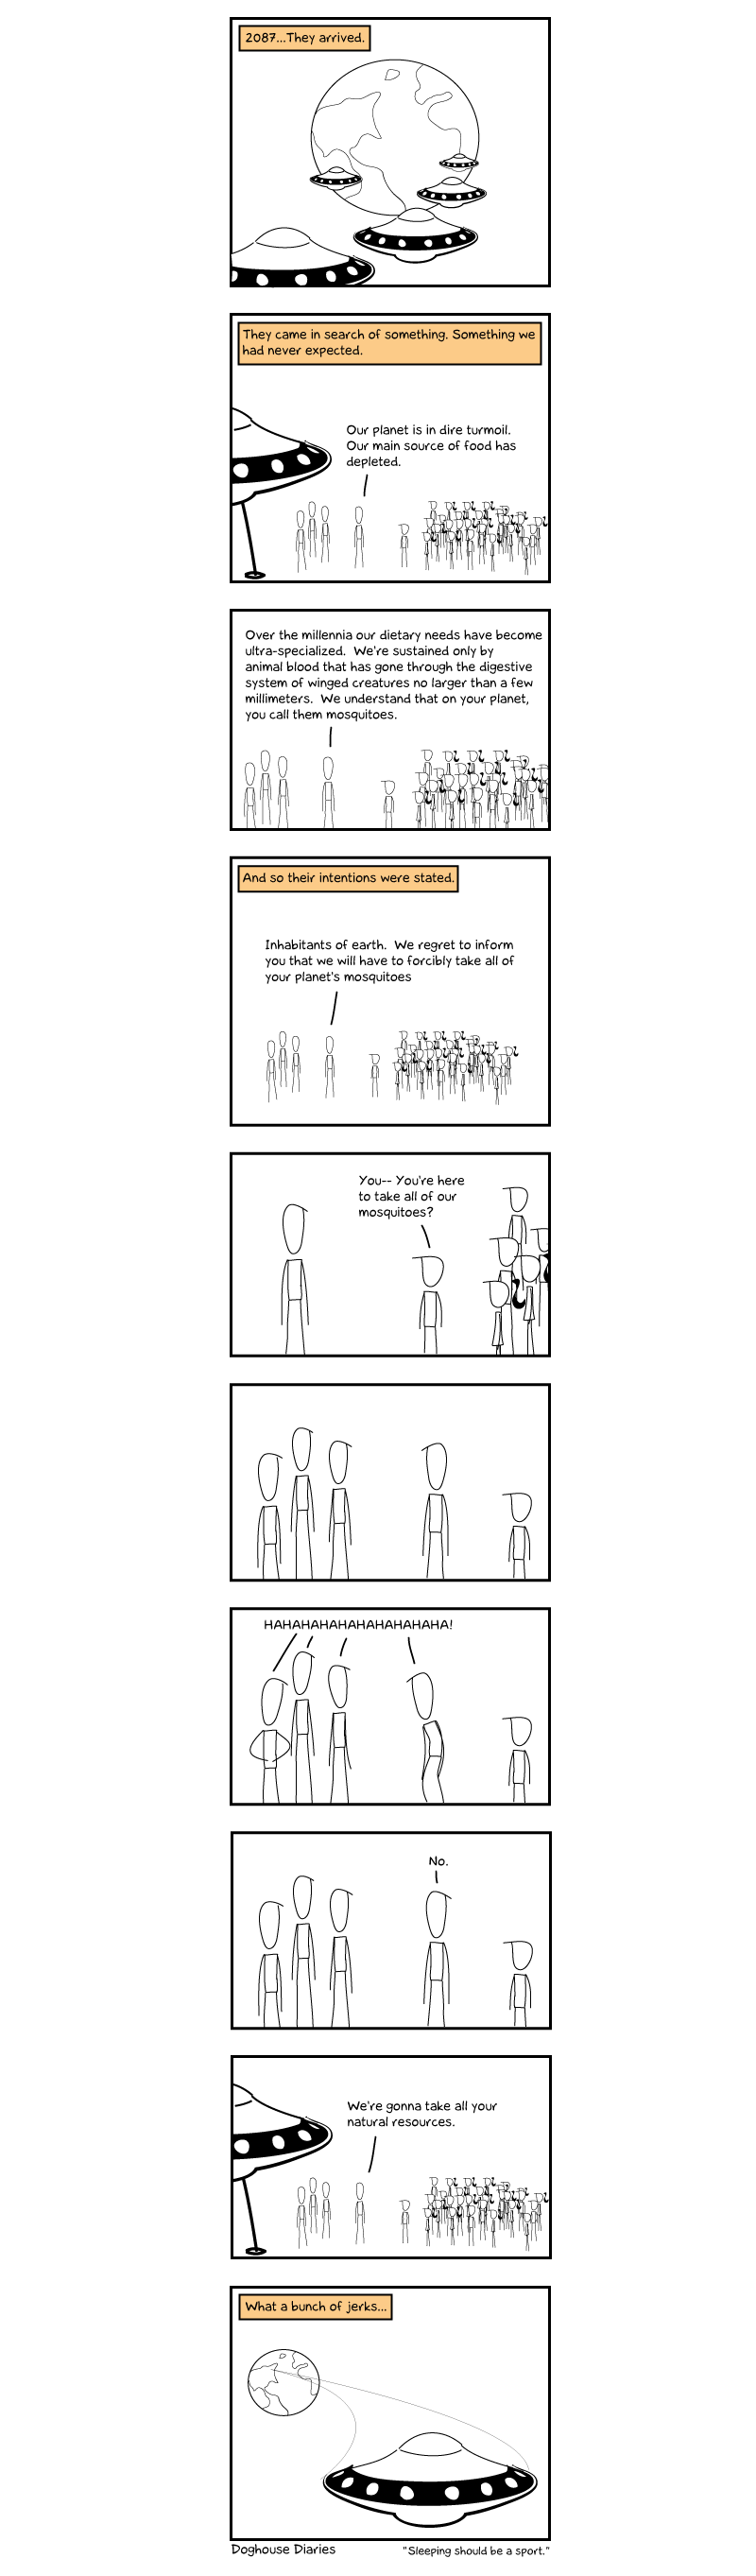 2087...They arrived.
They came in search of something. Something we
had never expected.
Our planet is in dire turmoil.
Our main source of food has
depleted.
Over the millennia our dietary needs have become
ultra-specialized. We're sustained only by
animal blood that has gone through the digestive
system of winged creatures no larger than a few
millimeters. We understand that on your planet,
you call them mosquitoes.
And so their intentions were stated.
Inhabitants of earth. We regret to inform
you that we will have to forcibly take all of
your planet's mosquitoes
You-- You're here
to take all of our
mosquitoes?
HAHAHAHAHAHAHAHAHAHA!
No.
We're gonna take all your
natural resources.
What a bunch of jerks...
Doghouse Diaries
"Sleeping should be a sport."